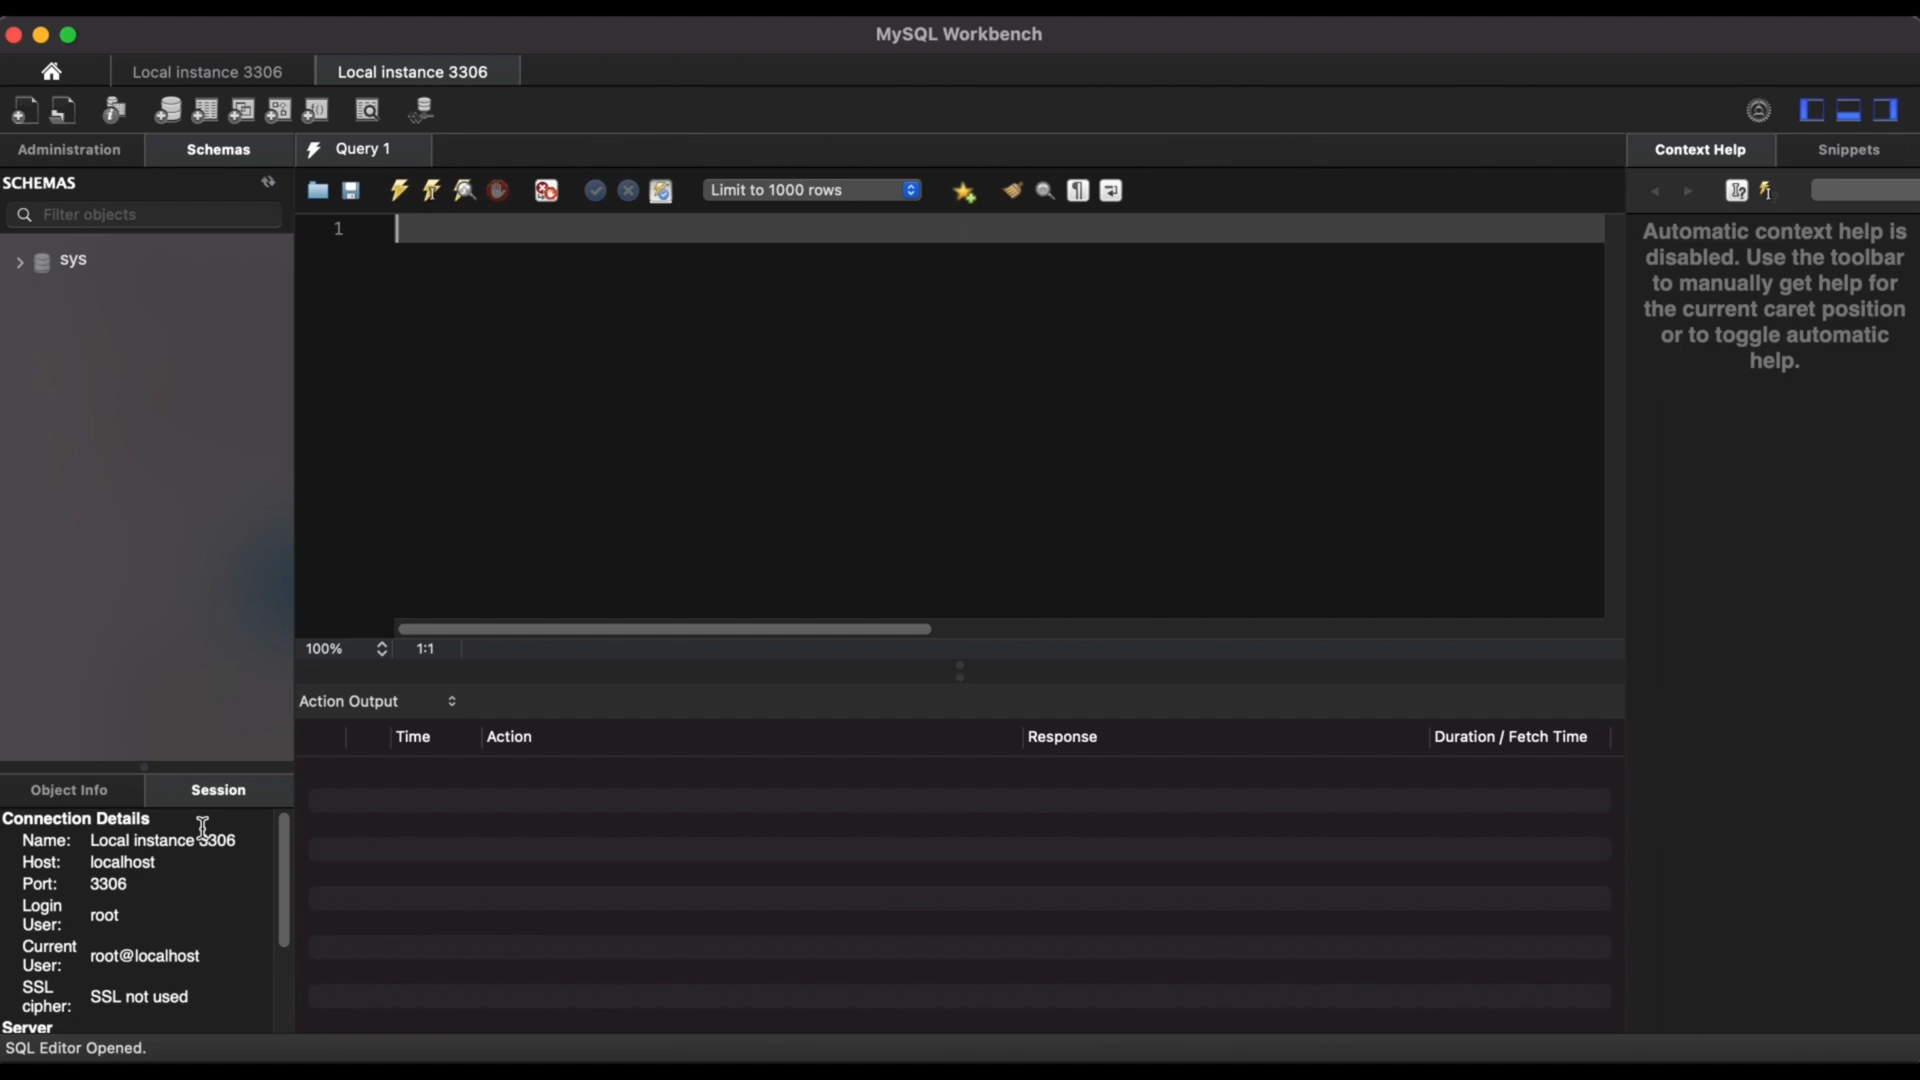 MySQL Workbench
Local instance 3306
Local instance 3306
Administration
Schemas
Query 1
Context Help
Snippets
SCHEMAS
Limit to 1000 rows
Filter objects
1
sys
Automatic context help is
disabled. Use the toolbar
to manually get help for
the current caret position
or to toggle automatic
help.
100%
1:1
Action Output
Time
Action
Response
Duration / Fetch Time
Object Info
Session
Connection Details
Name: Local instance 3306
Host: localhost
Port: 3306
Login
User: root
Current
User: root@localhost
SSL
cipher: SSL not used
Server
SQL Editor Opened.